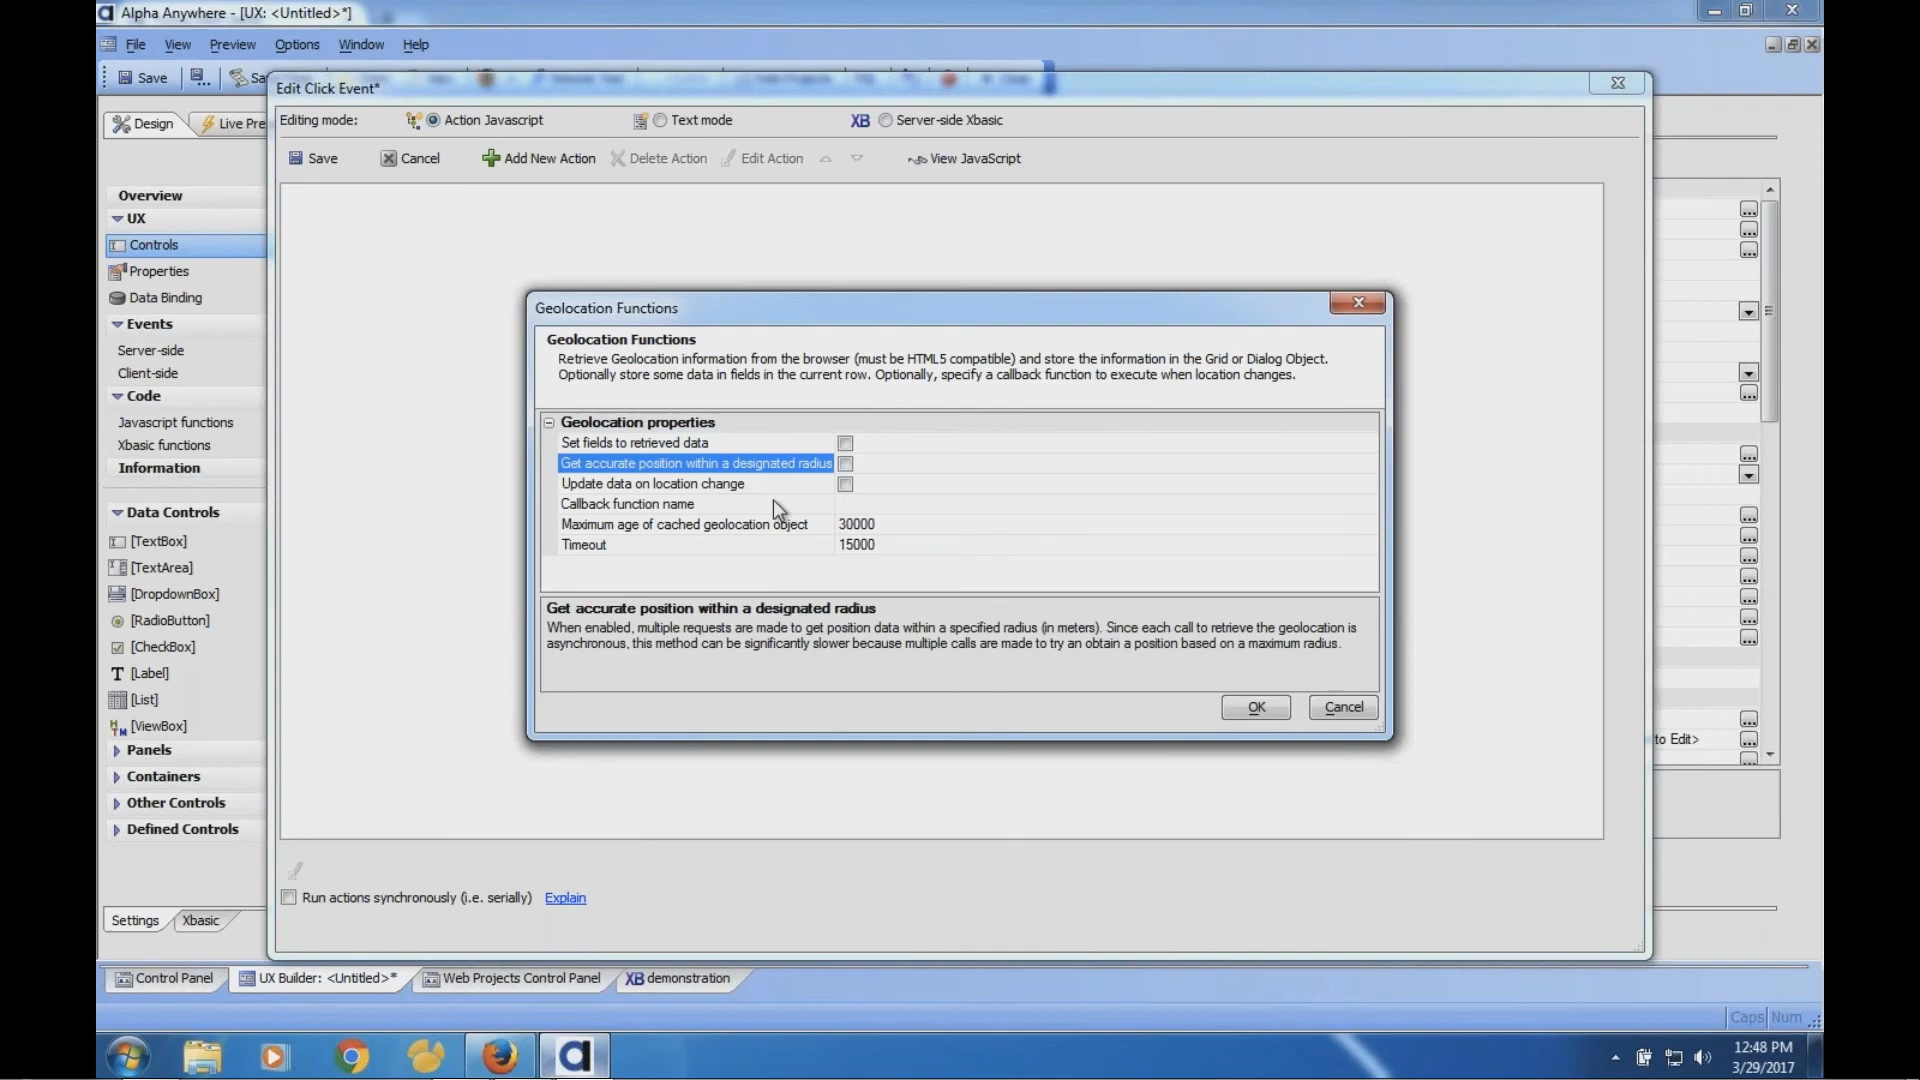 Alpha Anywhere - [UX: <Untitled>*]
File View Preview Options Window Help
Save
Edit Click Event*
Design
Live Pre
Editing mode: Action Javascript Text mode XB Server-side Xbasic
Save Cancel Add New Action Delete Action Edit Action View JavaScript
Overview
UX
Controls
Properties
Data Binding
Events
Server-side
Client-side
Code
Javascript functions
Xbasic functions
Information
Data Controls
[TextBox]
[TextArea]
[DropdownBox]
[RadioButton]
[CheckBox]
[Label]
[List]
[ViewBox]
Panels
Containers
Other Controls
Defined Controls
Settings Xbasic
Geolocation Functions
Geolocation Functions
Retrieve Geolocation information from the browser (must be HTML5 compatible) and store the information in the Grid or Dialog Object.
Optionally store some data in fields in the current row. Optionally, specify a callback function to execute when location changes.
Geolocation properties
Set fields to retrieved data
Get accurate position within a designated radius
Update data on location change
Callback function name
Maximum age of cached geolocation object 30000
Timeout 15000
Get accurate position within a designated radius
When enabled, multiple requests are made to get position data within a specified radius (in meters). Since each call to retrieve the geolocation is
asynchronous, this method can be significantly slower because multiple calls are made to try an obtain a position based on a maximum radius.
OK Cancel
to Edit>
Run actions synchronously (i.e. serially) Explain
Control Panel UX Builder: <Untitled>* Web Projects Control Panel XB demonstration
Caps Num
12:48 PM
3/29/2017